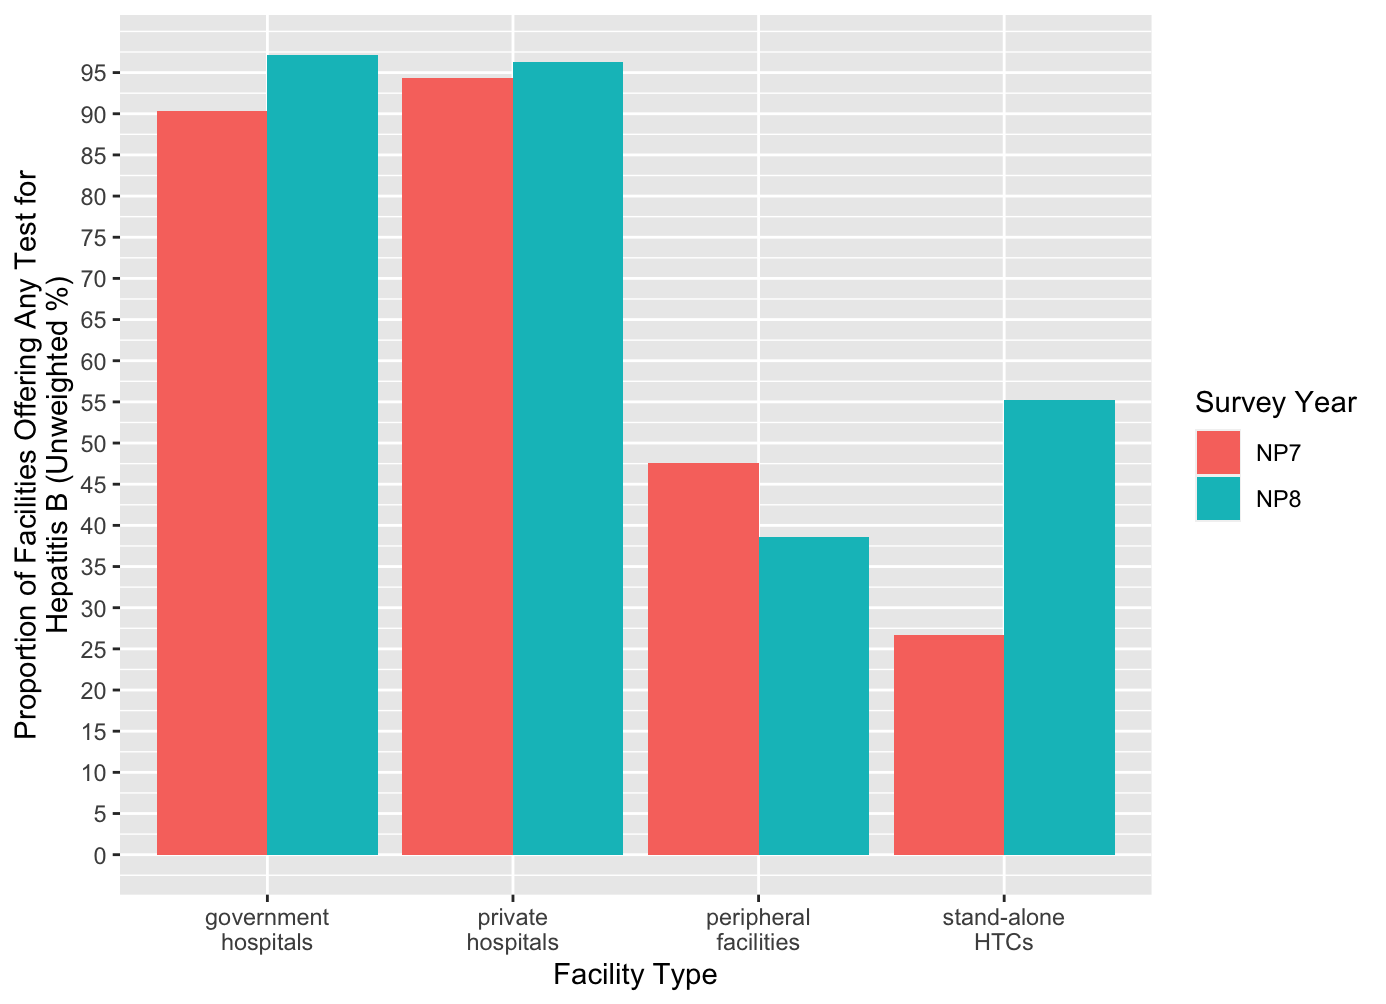 Proportion of Facilities Offering Any Test for
Hepatitis B (Unweighted %)
95
90
85
80
75
70
65
60
55
50
45
40
35
30
25
20
15
10
5
0
government
hospitals
private
hospitals
peripheral
facilities
stand-alone
HTCs
Facility Type
Survey Year
NP7
NP8